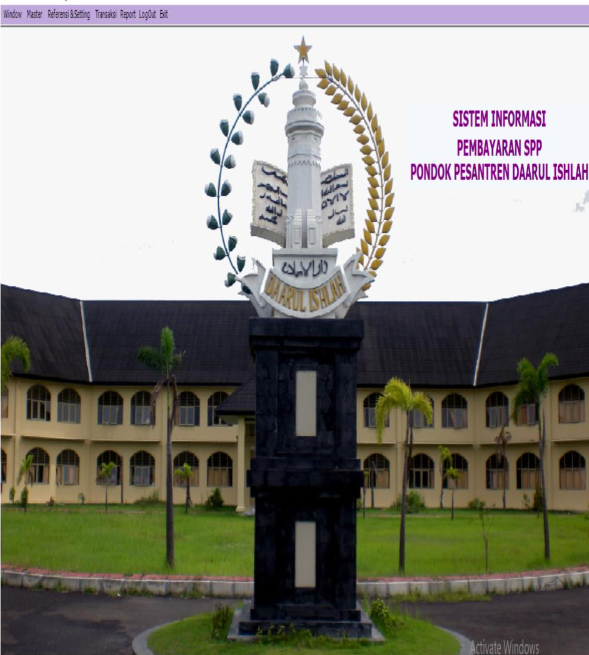 Window Master Referensi &Setting Transaksi Report LogOut Exit
SISTEM INFORMASI
PEMBAYARAN SPP
PONDOK PESANTREN DAARUL ISHLAH
DAARUL ISHLAH
Activate Windows